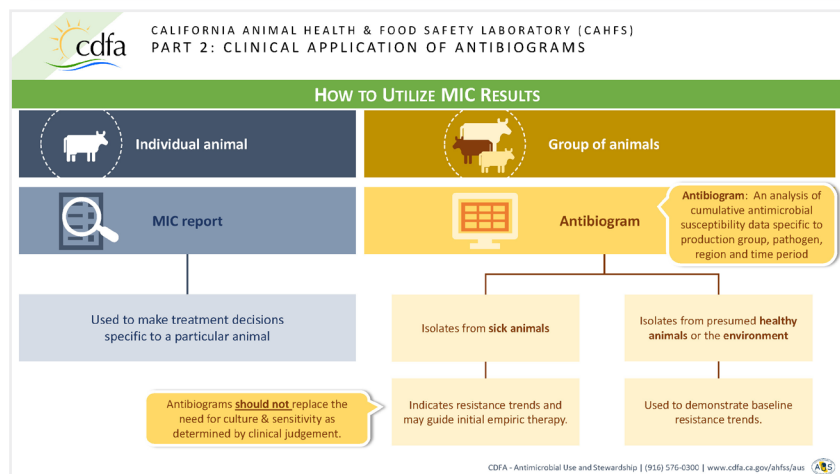 cdfa
CALIFORNIA ANIMAL HEALTH & FOOD SAFETY LABORATORY (CAHFS)
PART 2: CLINICAL APPLICATION OF ANTIBIOGRAMS
HOW TO UTILIZE MIC RESULTS
Individual animal
Group of animals
MIC report
Antibiogram
Antibiogram: An analysis of
cumulative antimicrobial
susceptibility data specific to
production group, pathogen,
region and time period
Used to make treatment decisions
specific to a particular animal
Isolates from sick animals
Isolates from presumed healthy
animals or the environment
Antibiograms should not replace the
need for culture & sensitivity as
determined by clinical judgement.
Indicates resistance trends and
may guide initial empiric therapy.
Used to demonstrate baseline
resistance trends.
CDFA - Antimicrobial Use and Stewardship | (916) 576-0300 | www.cdfa.ca.gov/ahfss/aus